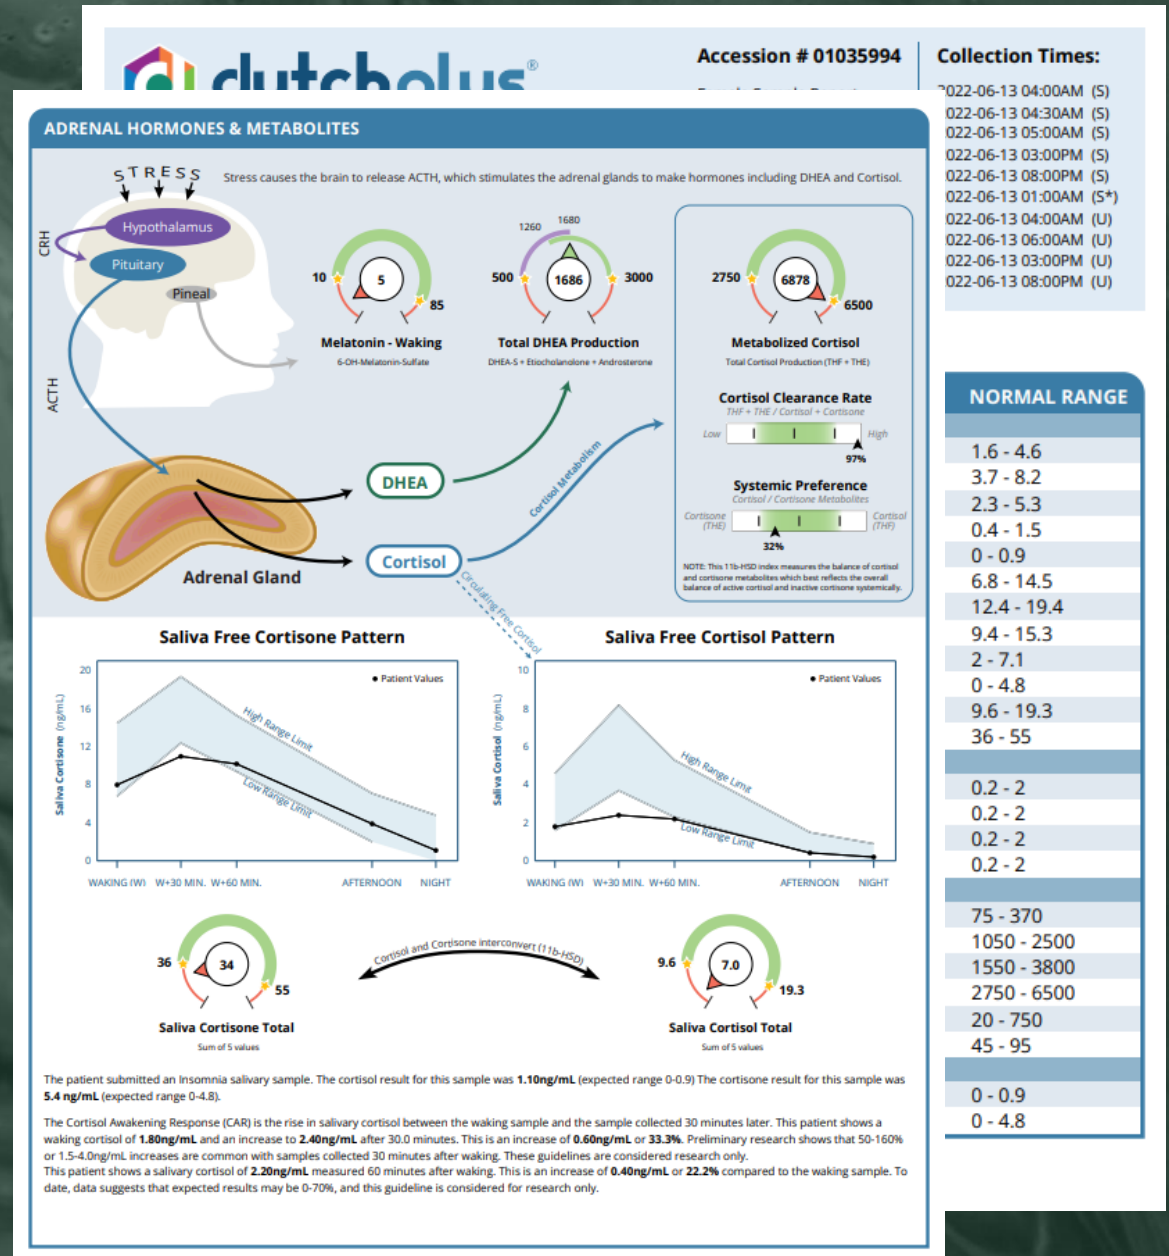 dutch plus®
Accession # 01035994
Collection Times:
2022-06-13 04:00AM (S)
022-06-13 04:30AM (S)
022-06-13 05:00AM (S)
022-06-13 03:00PM (S)
022-06-13 08:00PM (S)
022-06-13 01:00AM (S*)
022-06-13 04:00AM (U)
022-06-13 06:00AM (U)
022-06-13 03:00PM (U)
022-06-13 08:00PM (U)
ADRENAL HORMONES & METABOLITES
STRESS
Stress causes the brain to release ACTH, which stimulates the adrenal glands to make hormones including DHEA and Cortisol.
Hypothalamus
CRH
Pituitary
Pineal
ACTH
10
5
85
Melatonin - Waking
6-OH-Melatonin-Sulfate
1260
1680
500
1686
3000
Total DHEA Production
DHEA-S + Etiocholanolone + Androsterone
2750
6878
6500
Metabolized Cortisol
Total Cortisol Production (THF + THE)
Cortisol Clearance Rate
THF + THE / Cortisol + Cortisone
Low
High
97%
Systemic Preference
Cortisol / Cortisone Metabolites
Cortisone
(THE)
Cortisol
(THF)
32%
NOTE: This 11b-HSD index measures the balance of cortisol
and cortisone metabolites which best reflects the overall
balance of active cortisol and inactive cortisone systemically.
DHEA
Cortisol Metabolism
Cortisol
Adrenal Gland
Circulating Free Cortisol
Saliva Free Cortisone Pattern
Saliva Cortisone (ng/mL)
20
16
12
8
4
0
Patient Values
High Range Limit
Low Range Limit
WAKING (W) W+30 MIN. W+60 MIN. AFTERNOON NIGHT
Saliva Free Cortisol Pattern
Saliva Cortisol (ng/mL)
10
8
6
4
2
0
Patient Values
High Range Limit
Low Range Limit
WAKING (W) W+30 MIN. W+60 MIN. AFTERNOON NIGHT
36
34
55
Saliva Cortisone Total
Sum of 5 values
Cortisol and Cortisone interconvert (11b-HSD)
9.6
7.0
19.3
Saliva Cortisol Total
Sum of 5 values
The patient submitted an Insomnia salivary sample. The cortisol result for this sample was 1.10ng/mL (expected range 0-0.9) The cortisone result for this sample was
5.4 ng/mL (expected range 0-4.8).
The Cortisol Awakening Response (CAR) is the rise in salivary cortisol between the waking sample and the sample collected 30 minutes later. This patient shows a
waking cortisol of 1.80ng/mL and an increase to 2.40ng/mL after 30.0 minutes. This is an increase of 0.60ng/mL or 33.3%. Preliminary research shows that 50-160%
or 1.5-4.0ng/mL increases are common with samples collected 30 minutes after waking. These guidelines are considered research only.
This patient shows a salivary cortisol of 2.20ng/mL measured 60 minutes after waking. This is an increase of 0.40ng/mL or 22.2% compared to the waking sample. To
date, data suggests that expected results may be 0-70%, and this guideline is considered for research only.
NORMAL RANGE
1.6 - 4.6
3.7 - 8.2
2.3 - 5.3
0.4 - 1.5
0 - 0.9
6.8 - 14.5
12.4 - 19.4
9.4 - 15.3
2 - 7.1
0 - 4.8
9.6 - 19.3
36 - 55
0.2 - 2
0.2 - 2
0.2 - 2
0.2 - 2
75 - 370
1050 - 2500
1550 - 3800
2750 - 6500
20 - 750
45 - 95
0 - 0.9
0 - 4.8